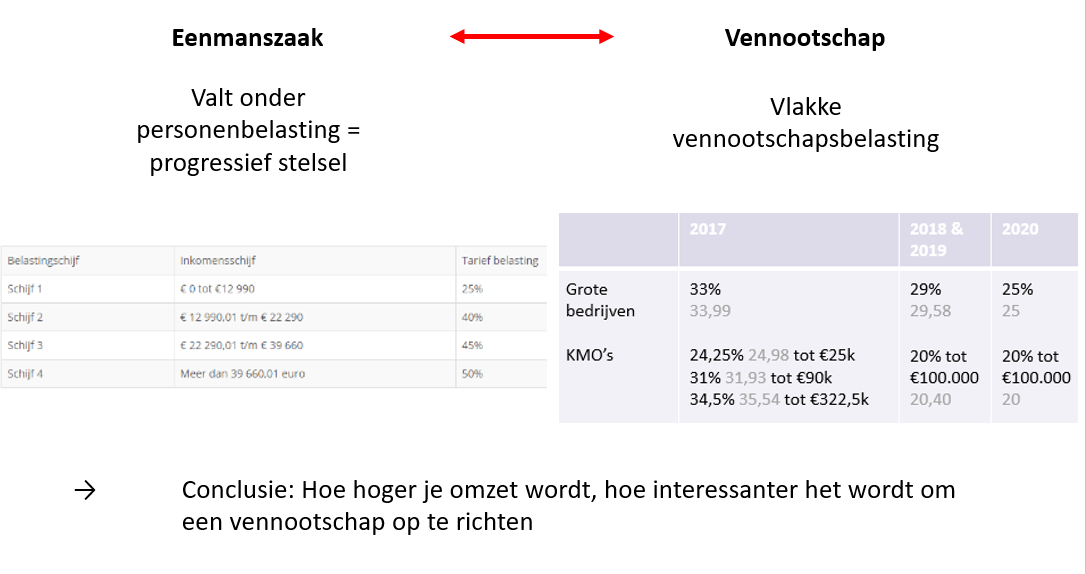 Eenmanszaak
Vennootschap
Valt onder
personenbelasting =
progressief stelsel
Vlakke
vennootschapsbelasting
Belastingschijf Inkomensschijf Tarief belasting
Schijf 1 € 0 tot €12 990 25%
Schijf 2 € 12 990,01 t/m € 22 290 40%
Schijf 3 € 22 290,01 t/m € 39 660 45%
Schijf 4 Meer dan 39 660,01 euro 50%
2017 2018 & 2020
2019
Grote 33% 29% 25%
bedrijven 33,99 29,58 25
KMO’s 24,25% 24,98 tot €25k 20% tot 20% tot
31% 31,93 tot €90k €100.000 €100.000
34,5% 35,54 tot €322,5k 20,40 20
→ Conclusie: Hoe hoger je omzet wordt, hoe interessanter het wordt om
een vennootschap op te richten